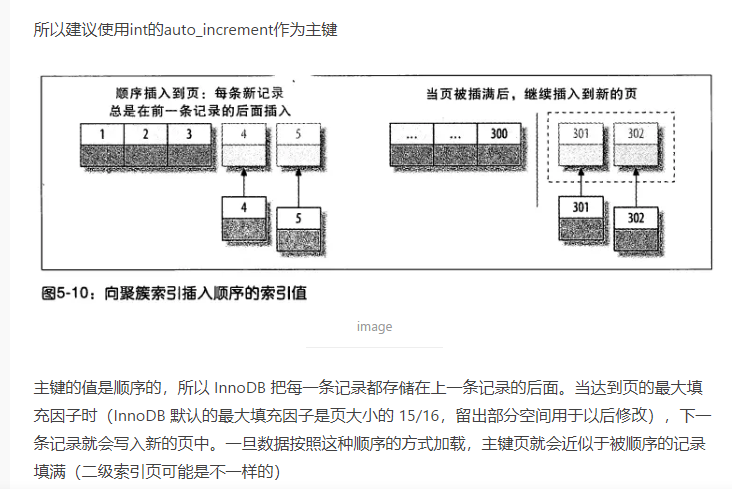 所以建议使用int的auto_increment作为主键
顺序插入到页：每条新记录
总是在前一条记录的后面插入
当页被插满后，继续插入到新的页
1 2 3 4 5
... ... 300 301 302
4
5
301
302
图5-10：向聚簇索引插入顺序的索引值
image
主键的值是顺序的，所以 InnoDB 把每一条记录都存储在上一条记录的后面。当达到页的最大填
充因子时（InnoDB 默认的最大填充因子是页大小的 15/16，留出部分空间用于以后修改），下一
条记录就会写入新的页中。一旦数据按照这种顺序的方式加载，主键页就会近似于被顺序的记录
填满（二级索引页可能是不一样的）